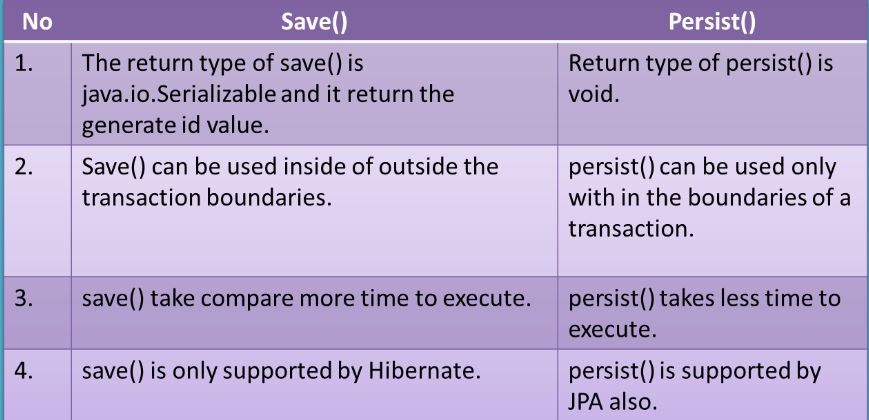 No Save() Persist()
1. The return type of save() is Return type of persist() is
java.io.Serializable and it return the void.
generate id value.
2. Save() can be used inside of outside the persist() can be used only
transaction boundaries. with in the boundaries of a
transaction.
3. save() take compare more time to execute. persist() takes less time to
execute.
4. save() is only supported by Hibernate. persist() is supported by
JPA also.